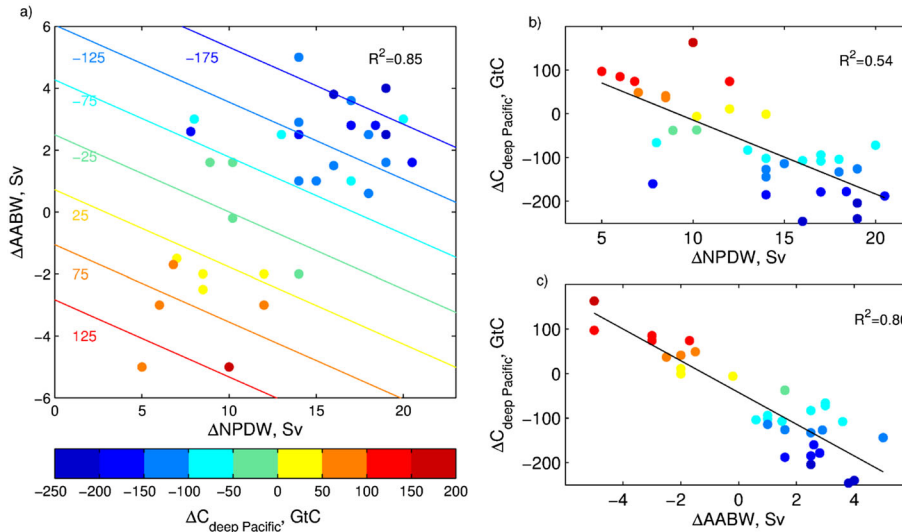 a)
6
4
2
0
−2
−4
−6
ΔAABW, Sv
−125
−175
−75
−25
25
75
125
R²=0.85
0
5
10
15
20
ΔNPDW, Sv
−250 −200 −150 −100 −50 0 50 100 150 200
ΔC deep Pacific, GtC
b)
100
0
−100
−200
ΔC deep Pacific, GtC
R²=0.54
5
10
15
20
ΔNPDW, Sv
c)
200
100
0
−100
−200
ΔC deep Pacific, GtC
−4
−2
0
2
4
ΔAABW, Sv